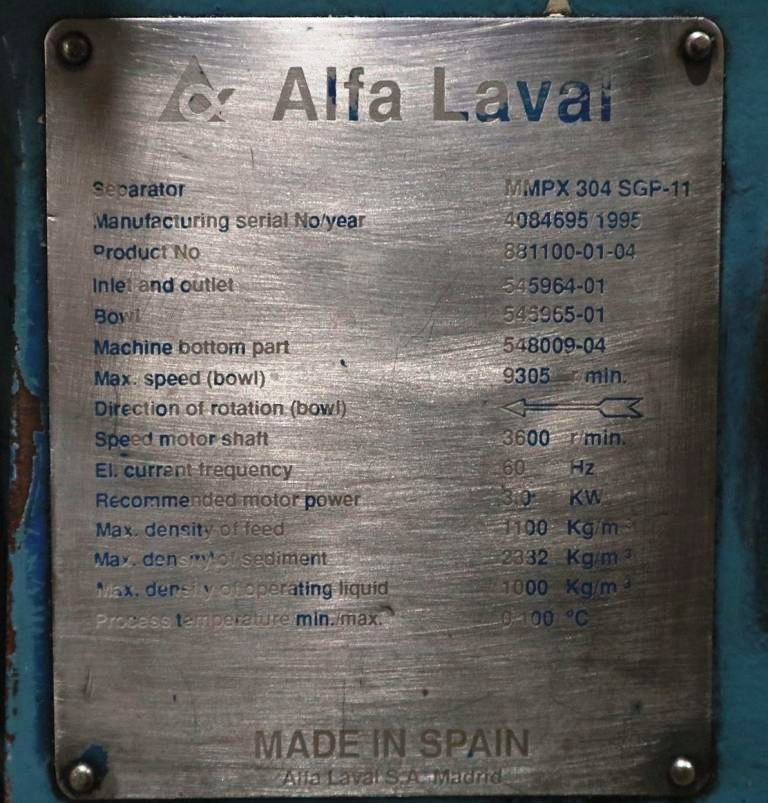 Alfa Laval
Separator MMPX 304 SGP-11
Manufacturing serial No/year 4084695/1995
Product No 881100-01-04
Inlet and outlet 545964-01
Bowl 545965-01
Machine bottom part 548009-04
Max. speed (bowl) 9305 r/min.
Direction of rotation (bowl)
Speed motor shaft 3600 r/min.
El. current frequency 60 Hz
Recommended motor power 3.0 KW
Max. density of feed 1100 Kg/m³
Max. density of sediment 2332 Kg/m³
Max. density of operating liquid 1000 Kg/m³
Process temperature min./max. 0-100 °C
MADE IN SPAIN
Alfa Laval S.A. Madrid